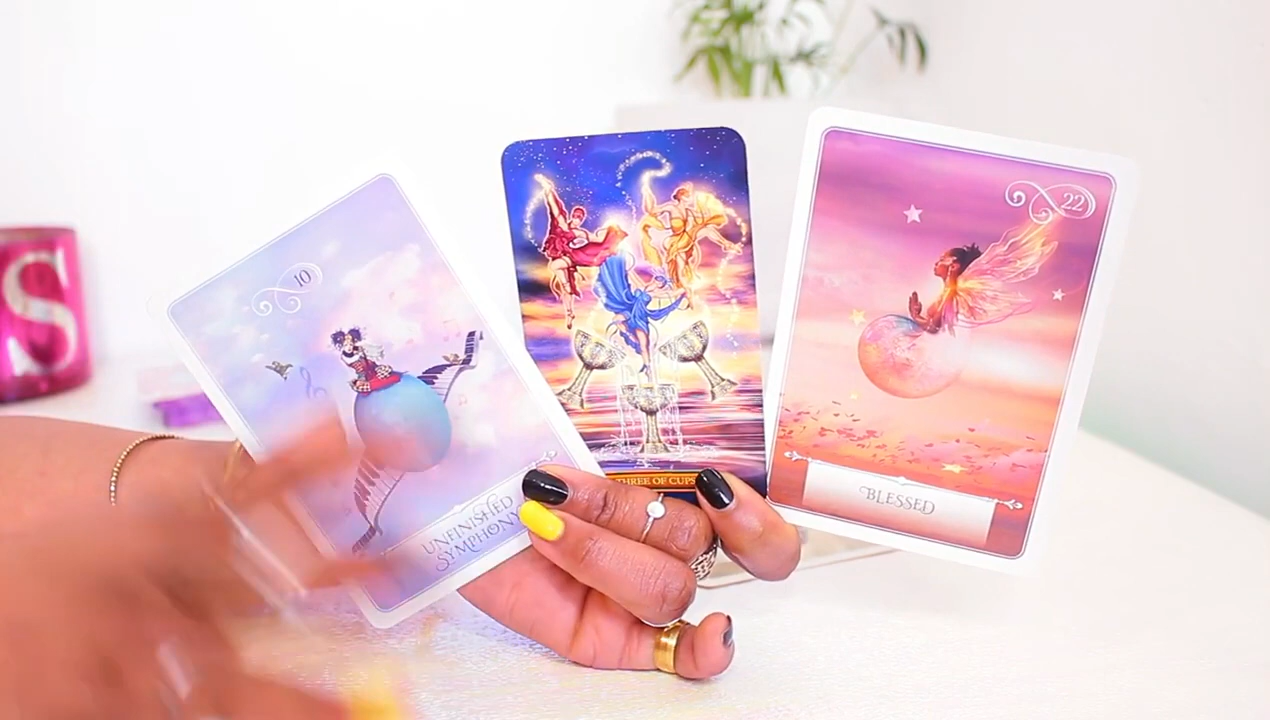 S
10
UNFINISHED
SYMPHONY
THREE OF CUPS
22
BLESSED